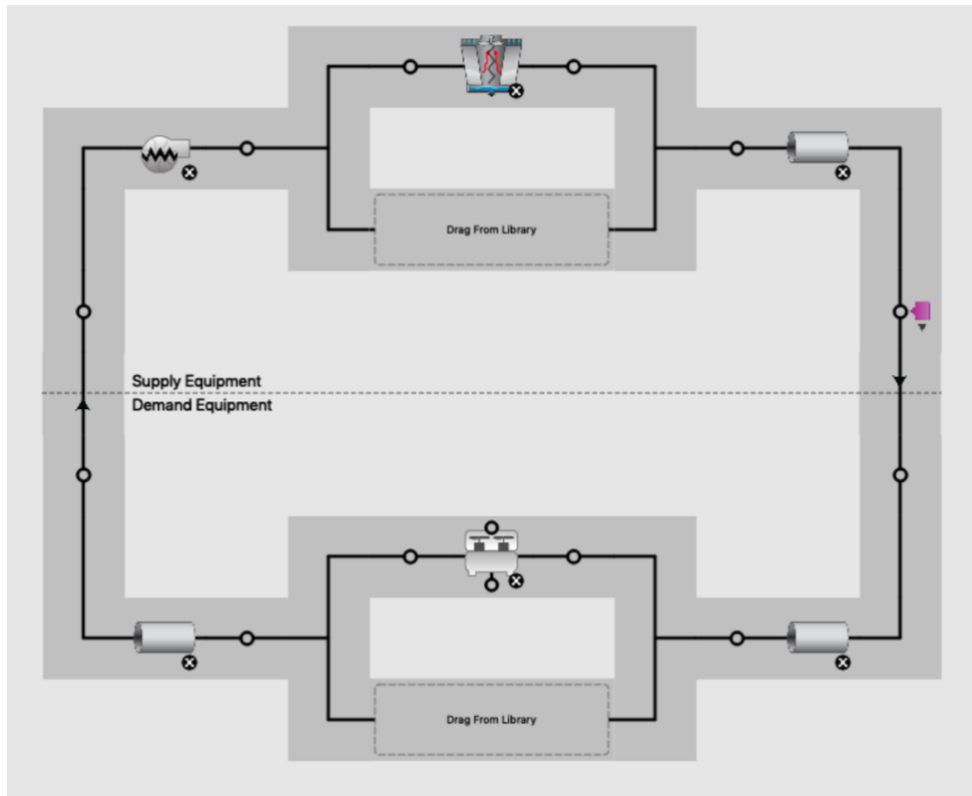 Drag From Library
Supply Equipment
Demand Equipment
Drag From Library